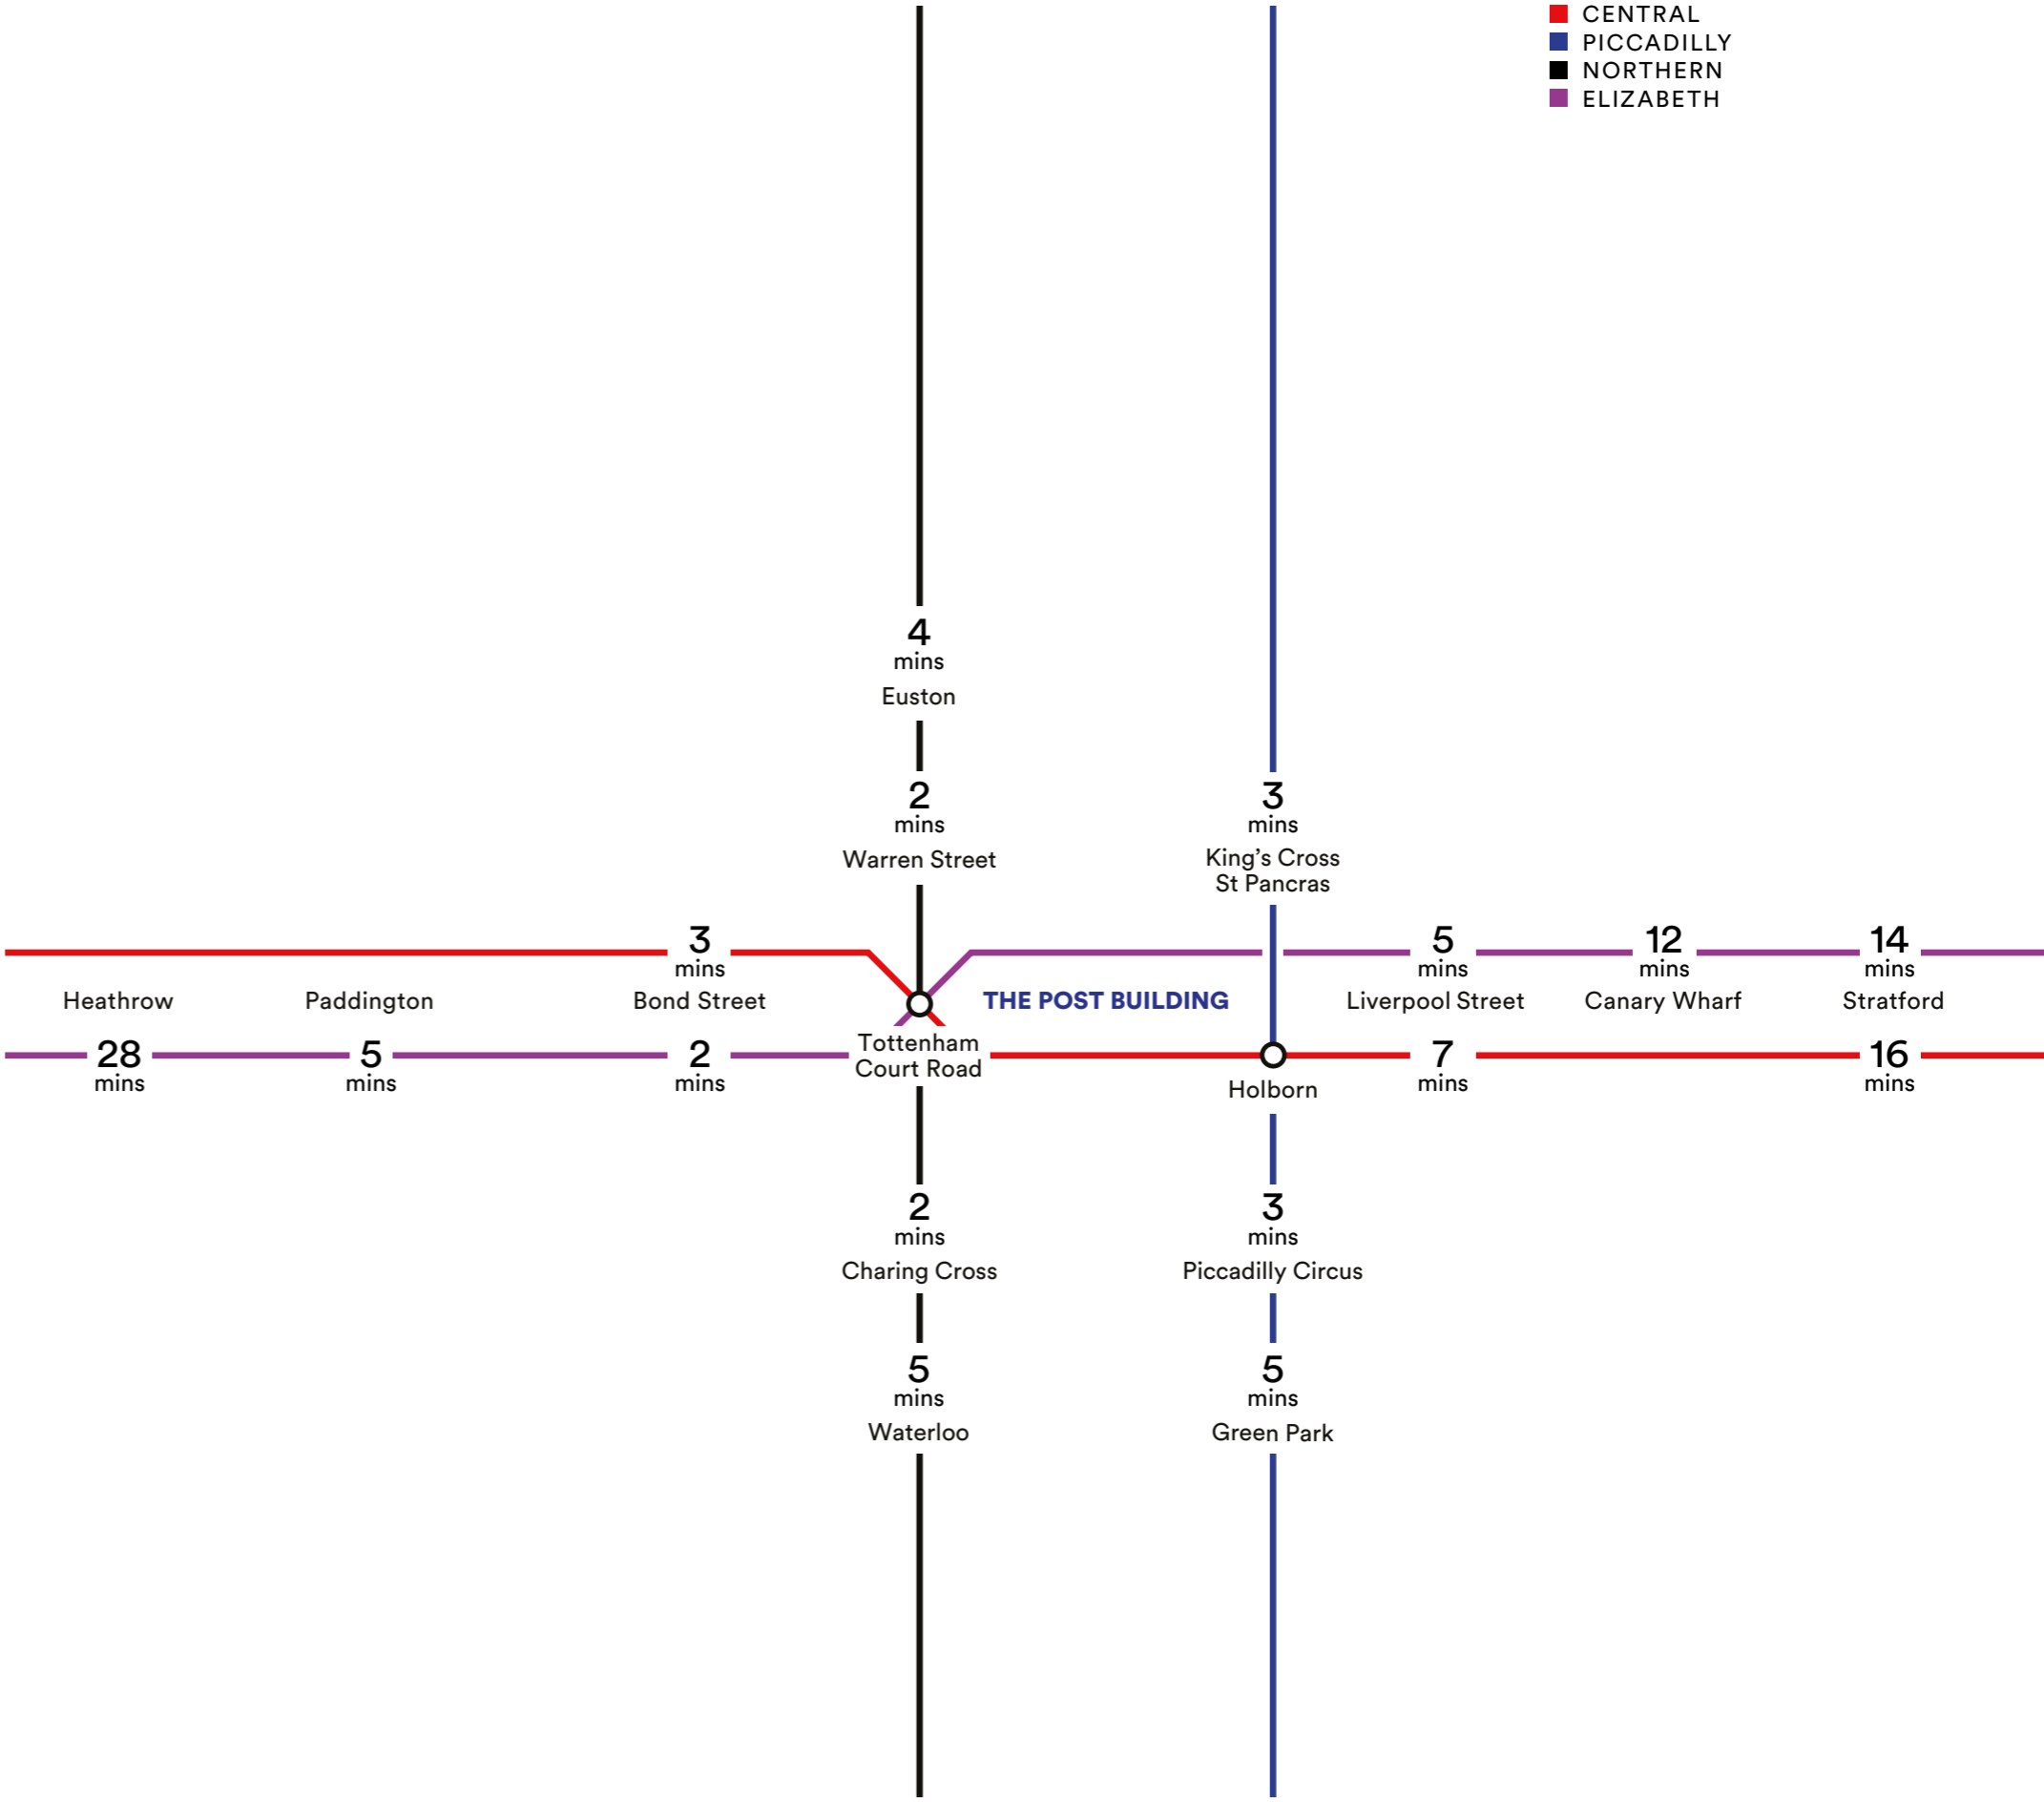 CENTRAL
PICCADILLY
NORTHERN
ELIZABETH
4
mins
Euston
2
mins
Warren Street
3
mins
King’s Cross
St Pancras
3
mins
5
mins
12
mins
14
mins
Heathrow
Paddington
Bond Street
THE POST BUILDING
Liverpool Street
Canary Wharf
Stratford
28
mins
5
mins
2
mins
Tottenham
Court Road
Holborn
7
mins
16
mins
2
mins
Charing Cross
3
mins
Piccadilly Circus
5
mins
Waterloo
5
mins
Green Park